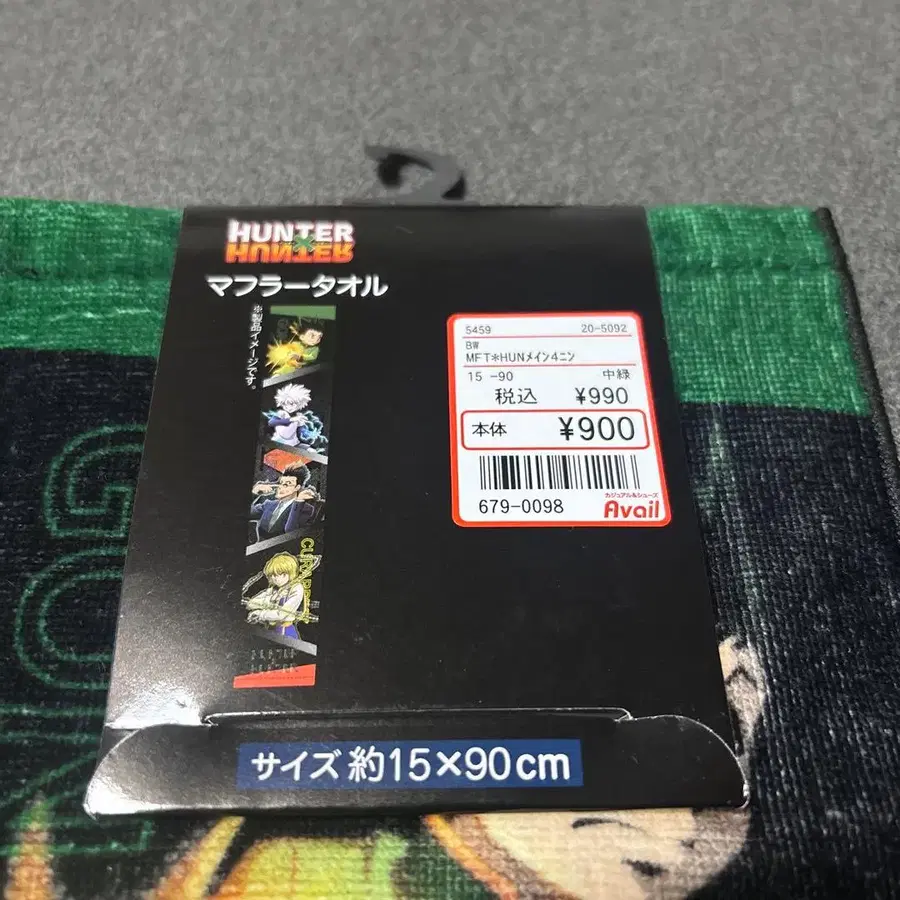 HUNTER
HUNTER
マフラータオル
※製品イメージです。
5459 20-5092
BW
MFT*HUNメイン4ニン
15 -90 中緑
税込 ¥990
本体 ¥900
679-0098
カジュアル&シューズ
Avail
サイズ 約15×90cm
GON